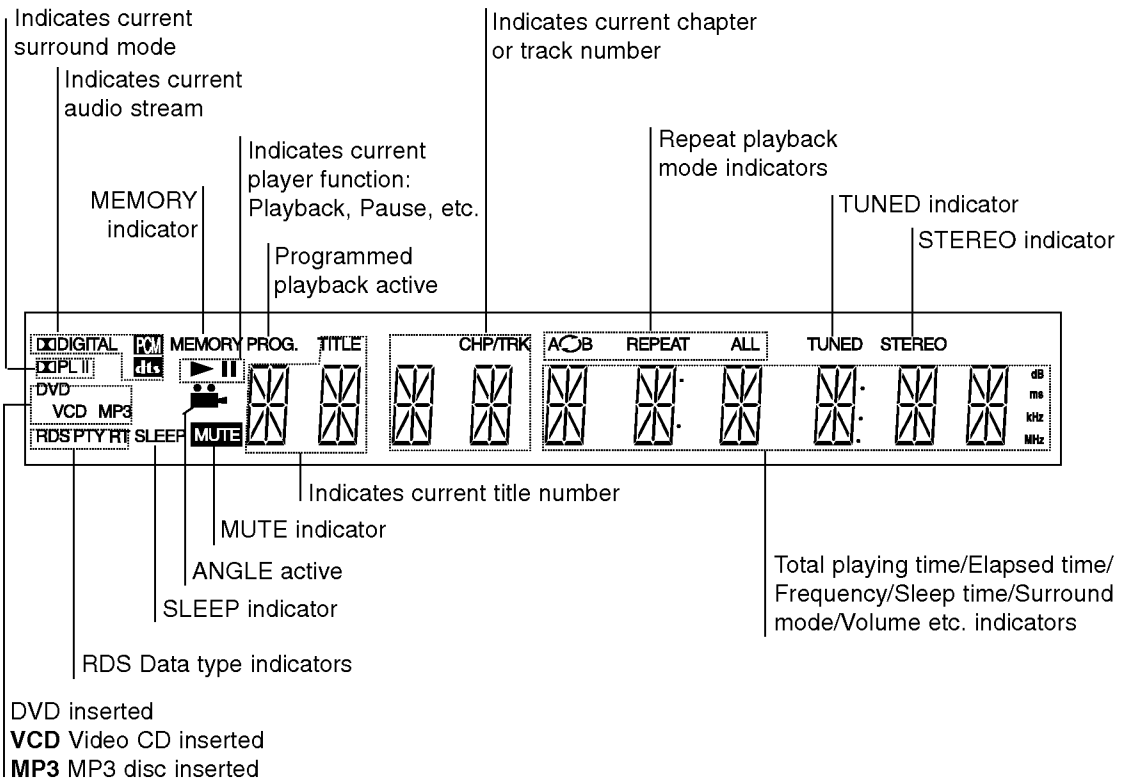 Indicates current
surround mode
Indicates current
audio stream
MEMORY
indicator
Indicates current
player function:
Playback, Pause, etc.
Programmed
playback active
Indicates current chapter
or track number
Repeat playback
mode indicators
TUNED indicator
STEREO indicator
DIGITAL PCM MEMORY PROG. TITLE CHP/TRK A B REPEAT ALL TUNED STEREO
PL II dts
DVD
VCD MP3
RDS PTY RT SLEEP MUTE
dB
ms
kHz
MHz
Indicates current title number
MUTE indicator
ANGLE active
SLEEP indicator
RDS Data type indicators
Total playing time/Elapsed time/
Frequency/Sleep time/Surround
mode/Volume etc. indicators
DVD inserted
VCD Video CD inserted
MP3 MP3 disc inserted